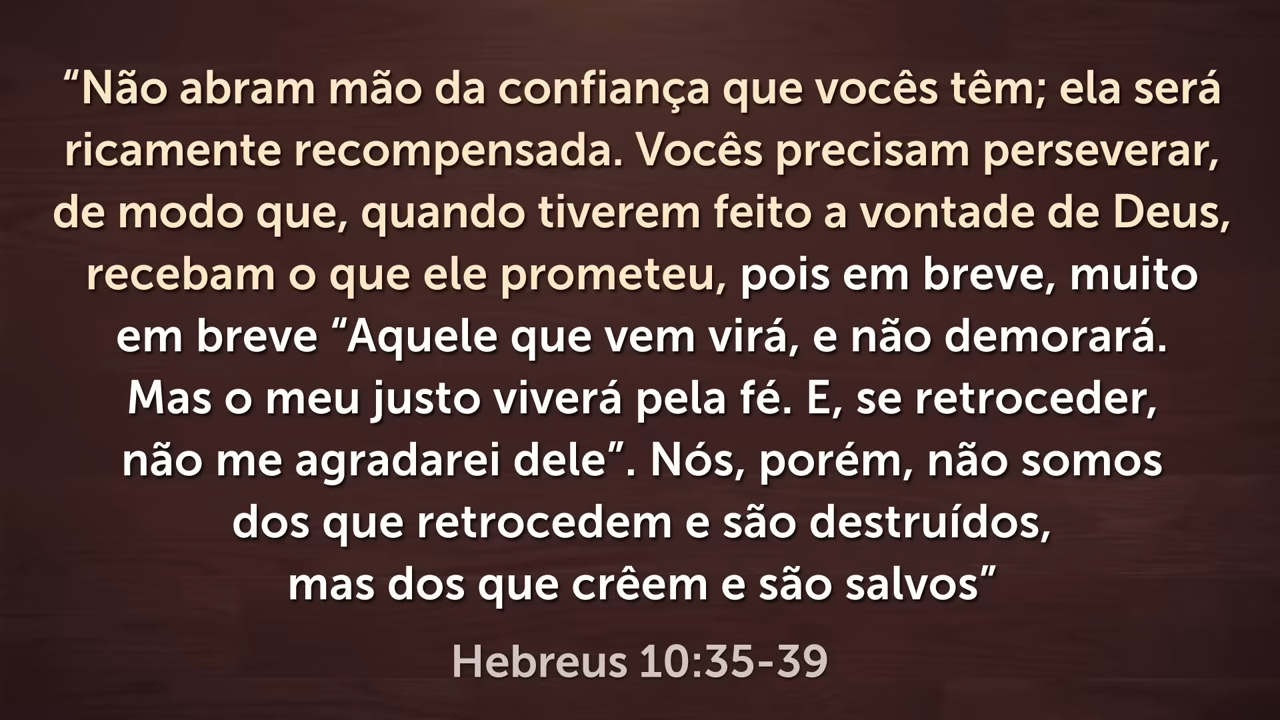 “Não abram mão da confiança que vocês têm; ela será
ricamente recompensada. Vocês precisam perseverar,
de modo que, quando tiverem feito a vontade de Deus,
recebam o que ele prometeu, pois em breve, muito
em breve “Aquele que vem virá, e não demorará.
Mas o meu justo viverá pela fé. E, se retroceder,
não me agradarei dele”. Nós, porém, não somos
dos que retrocedem e são destruídos,
mas dos que crêem e são salvos”
Hebreus 10:35-39